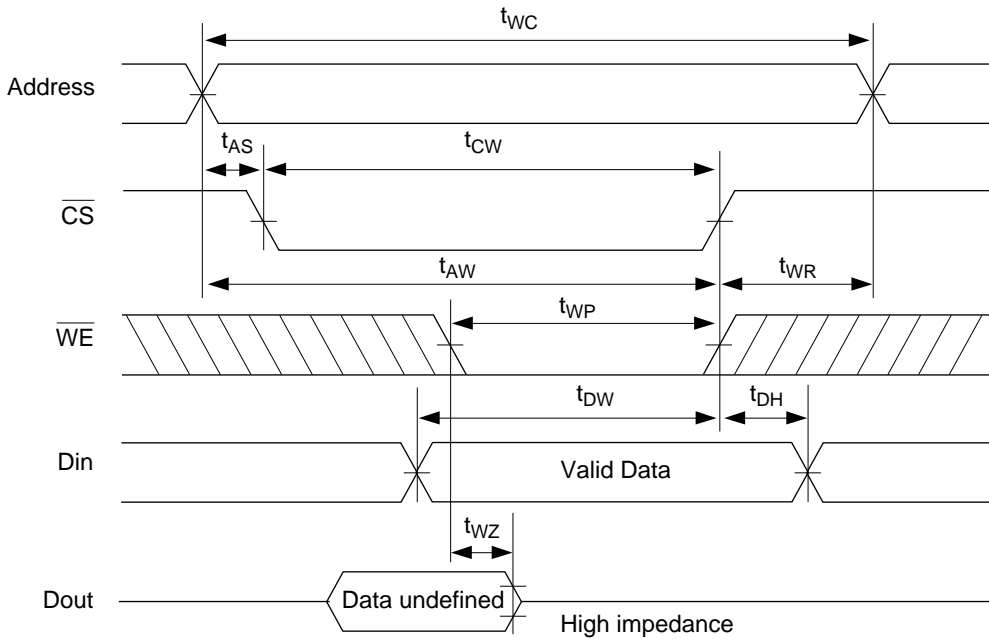 tWC
Address
tAS
tCW
CS
tAW
tWR
WE
tWP
tDW
tDH
Din
Valid Data
tWZ
Dout
Data undefined
High impedance